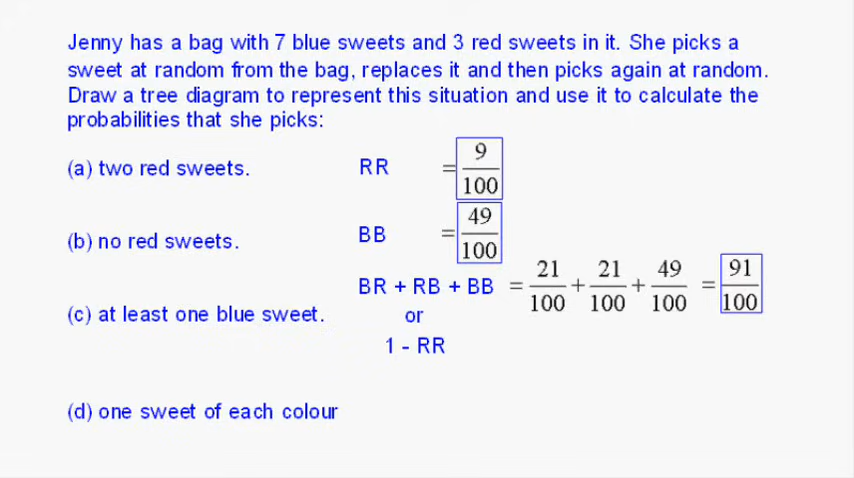 Jenny has a bag with 7 blue sweets and 3 red sweets in it. She picks a
sweet at random from the bag, replaces it and then picks again at random.
Draw a tree diagram to represent this situation and use it to calculate the
probabilities that she picks:
(a) two red sweets. RR = 9/100
(b) no red sweets. BB = 49/100
BR + RB + BB = 21/100 + 21/100 + 49/100 = 91/100
(c) at least one blue sweet. or
1 - RR
(d) one sweet of each colour